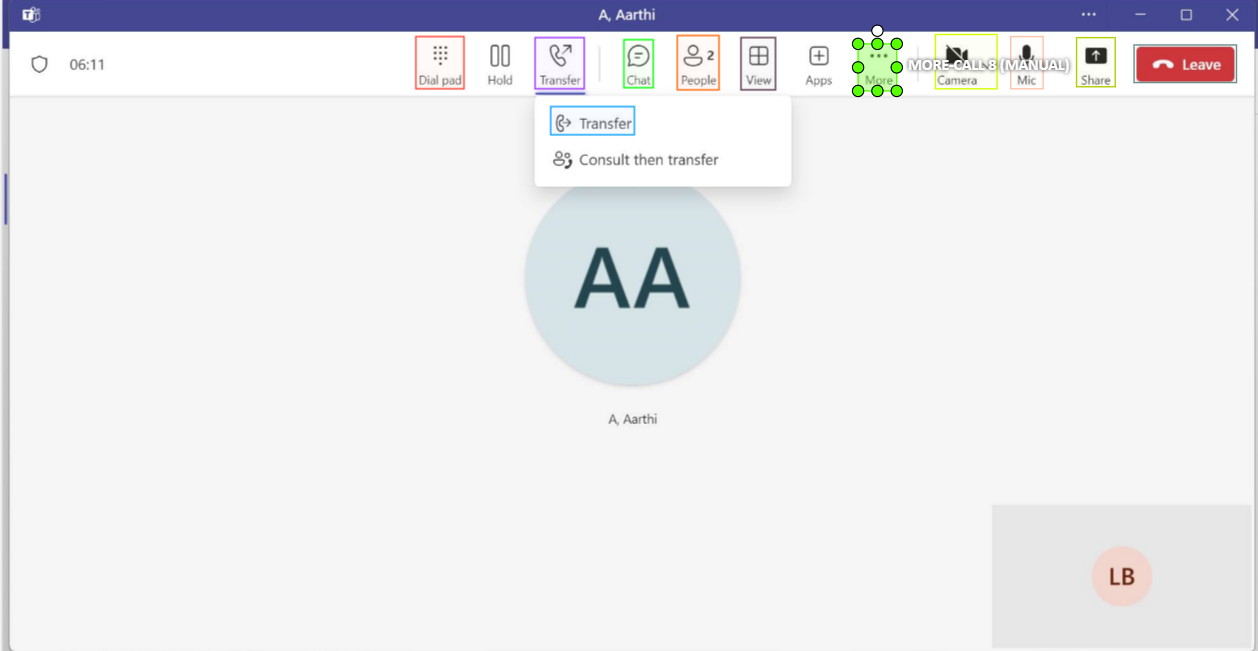 A, Aarthi
06:11
Dial pad Hold Transfer Chat People 2 View Apps More MORE-CALL-8 (MANUAL) Camera Mic Share Leave
Transfer
Consult then transfer
AA
A, Aarthi
LB